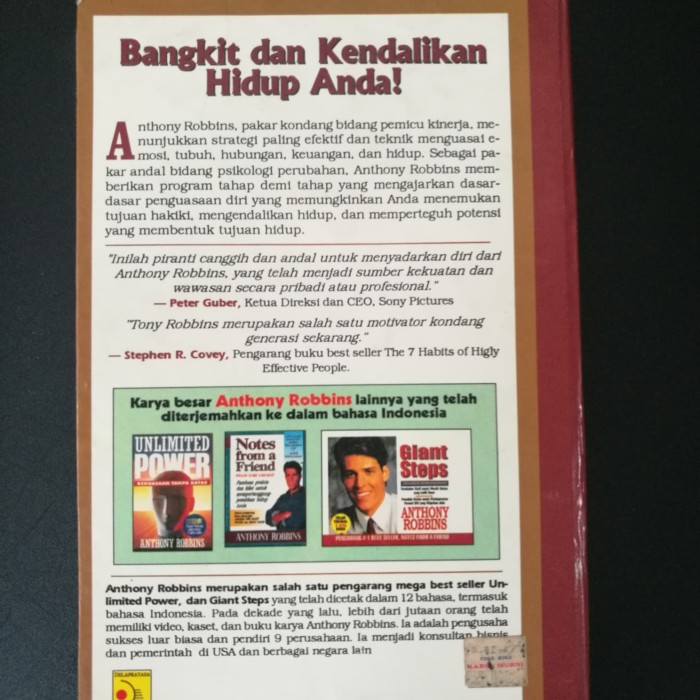 Bangkit dan Kendalikan
Hidup Anda!
Anthony Robbins, pakar kondang bidang pemicu kinerja, me-
nunjukkan strategi paling efektif dan teknik menguasai e-
mosi, tubuh, hubungan, keuangan, dan hidup. Sebagai pa-
kar andal bidang psikologi perubahan, Anthony Robbins mem-
berikan program tahap demi tahap yang mengajarkan dasar-
dasar penguasaan diri yang memungkinkan Anda menemukan
tujuan hakiki, mengendalikan hidup, dan memperteguh potensi
yang membentuk tujuan hidup.
"Inilah piranti canggih dan andal untuk menyadarkan diri dari
Anthony Robbins, yang telah menjadi sumber kekuatan dan
wawasan secara pribadi atau profesional."
— Peter Guber, Ketua Direksi dan CEO, Sony Pictures
"Tony Robbins merupakan salah satu motivator kondang
generasi sekarang."
— Stephen R. Covey, Pengarang buku best seller The 7 Habits of Higly
Effective People.
Karya besar Anthony Robbins lainnya yang telah
diterjemahkan ke dalam bahasa Indonesia
UNLIMITED
POWER
KEKUASAAN TANPA BATAS
ANTHONY ROBBINS
Notes
from a
Friend
ANTHONY ROBBINS
Giant
Steps
ANTHONY
ROBBINS
Anthony Robbins merupakan salah satu pengarang mega best seller Un-
limited Power, dan Giant Steps yang telah dicetak dalam 12 bahasa, termasuk
bahasa Indonesia. Pada dekade yang lalu, lebih dari jutaan orang telah
memiliki video, kaset, dan buku karya Anthony Robbins. Ia adalah pengusaha
sukses luar biasa dan pendiri 9 perusahaan. Ia menjadi konsultan bisnis
dan pemerintah di USA dan berbagai negara lain
DELAPRATASA